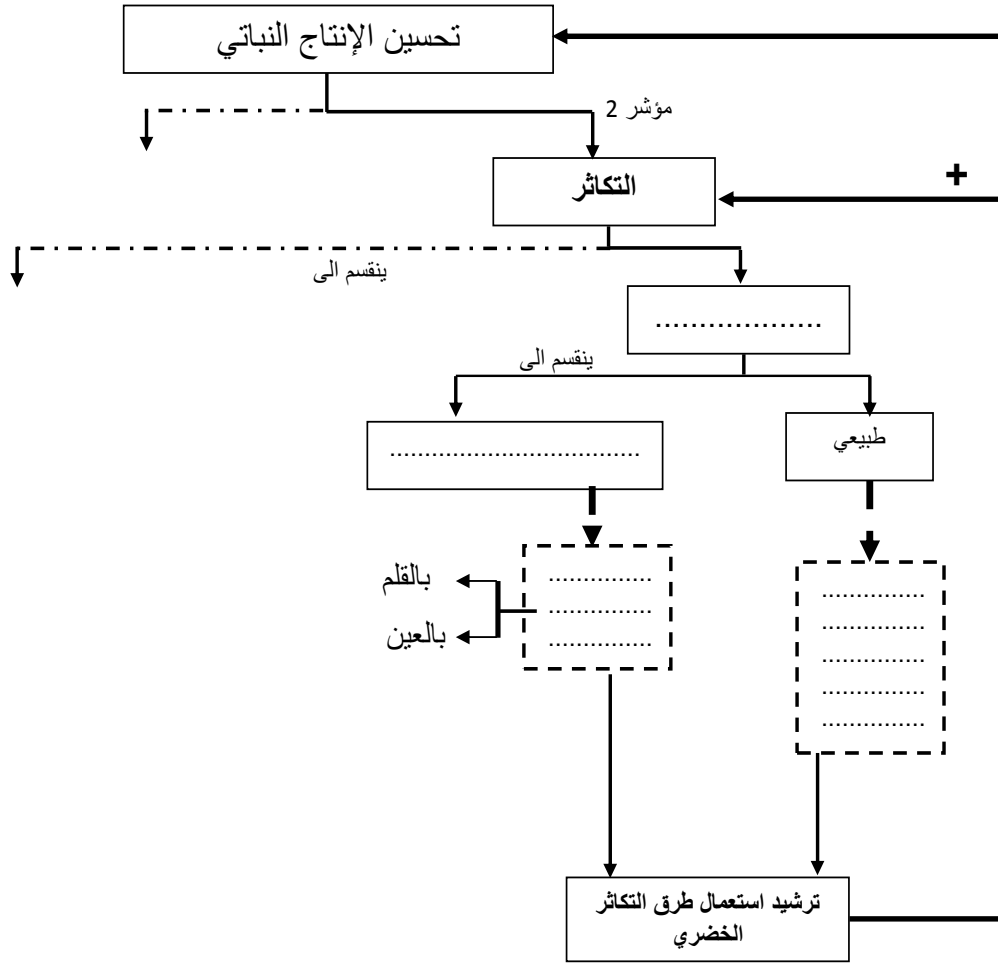 تحسين الإنتاج النباتي
مؤشر 2
التكاثر
+
ينقسم الى
...................
ينقسم الى
طبيعي
....................................
...............
...............
...............
...............
...............
...............
...............
...............
بالقلم
بالعين
ترشيد استعمال طرق التكاثر
الخضري